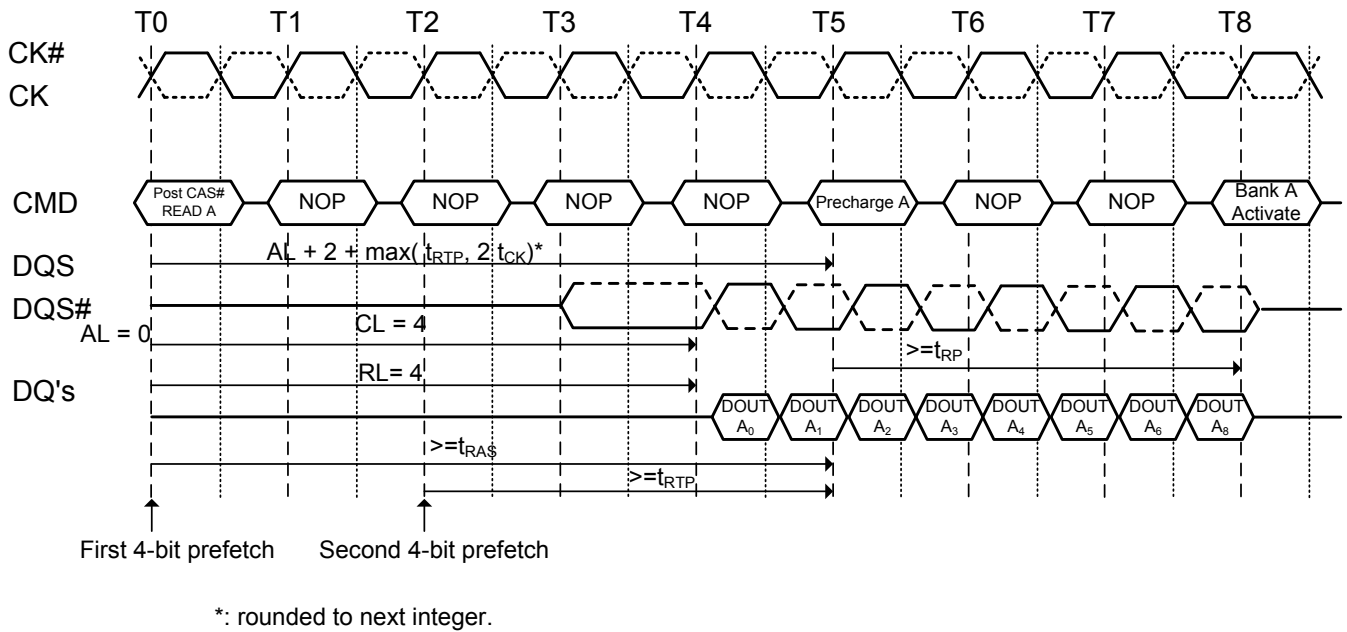 T0 T1 T2 T3 T4 T5 T6 T7 T8
CK#
CK
CMD
Post CAS#
READ A
NOP NOP NOP NOP Precharge A NOP NOP
Bank A
Activate
AL + 2 + max( tRTP, 2 tCK)*
DQS
DQS#
AL = 0
CL = 4
>=tRP
RL= 4
DQ's
DOUT A0 DOUT A1 DOUT A2 DOUT A3 DOUT A4 DOUT A5 DOUT A6 DOUT A8
>=tRAS
>=tRTP
First 4-bit prefetch Second 4-bit prefetch
*: rounded to next integer.